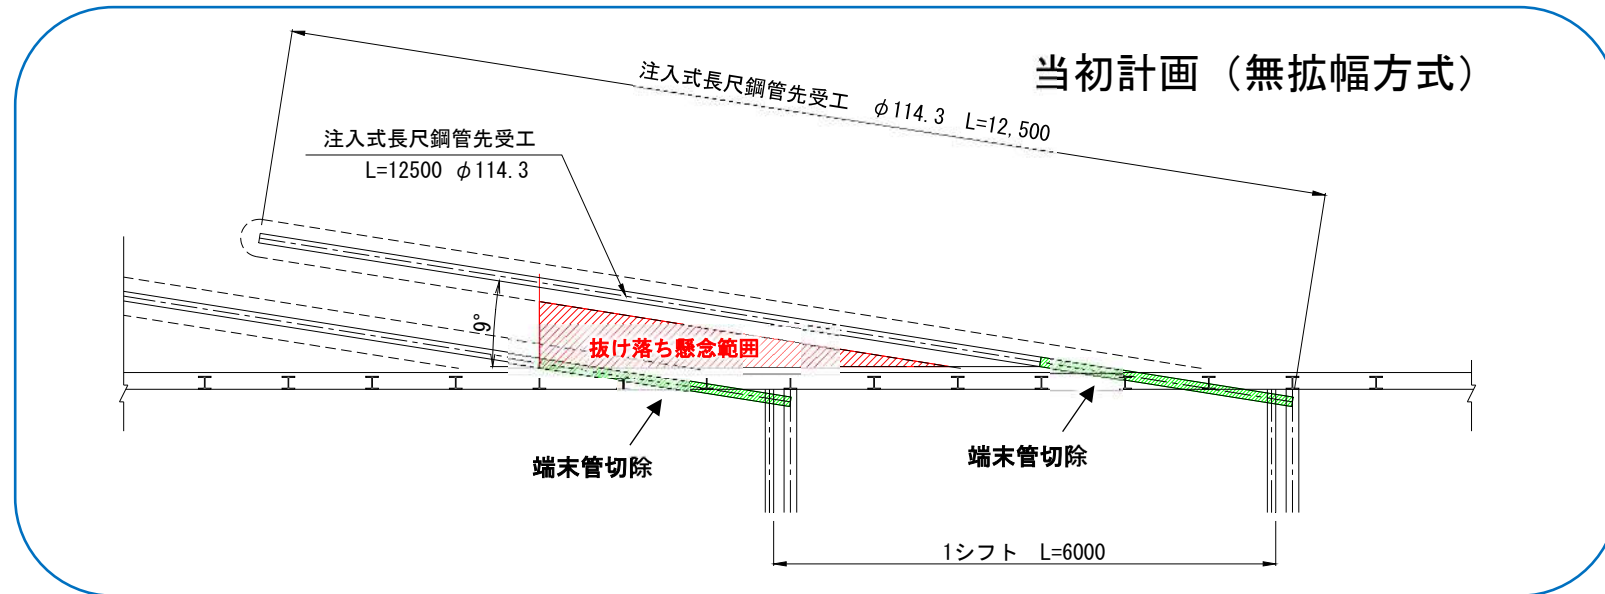 当初計画（無拡幅方式）
注入式長尺鋼管先受工　φ114.3　L=12,500
注入式長尺鋼管先受工
L=12500 φ114.3
9°
抜け落ち懸念範囲
端末管切除
端末管切除
1シフト　L=6000